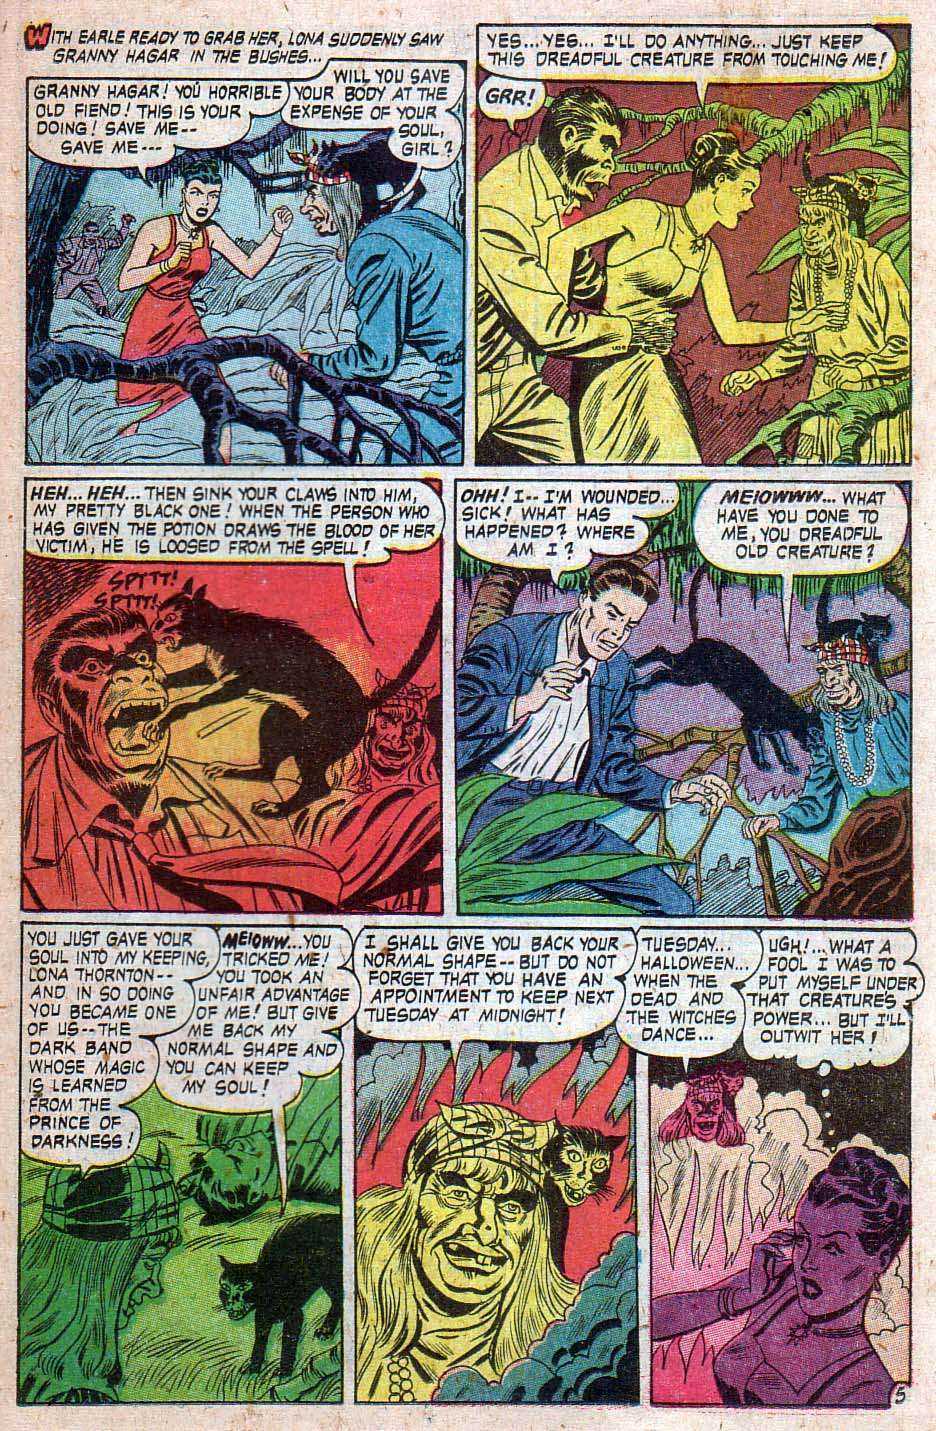 WITH EARLE READY TO GRAB HER, LONA SUDDENLY SAW
GRANNY HAGAR IN THE BUSHES...
GRANNY HAGAR! YOU HORRIBLE
OLD FIEND! THIS IS YOUR
DOING! SAVE ME--
SAVE ME---
WILL YOU SAVE
YOUR BODY AT THE
EXPENSE OF YOUR
SOUL,
GIRL?
YES...YES... I'LL DO ANYTHING... JUST KEEP
THIS DREADFUL CREATURE FROM TOUCHING ME!
GRR!
HEH... HEH... THEN SINK YOUR CLAWS INTO HIM,
MY PRETTY BLACK ONE! WHEN THE PERSON WHO
HAS GIVEN THE POTION DRAWS THE BLOOD OF HER
VICTIM, HE IS LOOSED FROM THE SPELL!
SPTTT!
SPTTT!
OHH! I-- I'M WOUNDED...
SICK! WHAT HAS
HAPPENED? WHERE
AM I?
MEIOWWW... WHAT
HAVE YOU DONE TO
ME, YOU DREADFUL
OLD CREATURE?
YOU JUST GAVE YOUR
SOUL INTO MY KEEPING,
LONA THORNTON--
AND IN SO DOING
YOU BECAME ONE
OF US--THE
DARK BAND
WHOSE MAGIC
IS LEARNED
FROM THE
PRINCE OF
DARKNESS!
MEIOWW...YOU
TRICKED ME!
YOU TOOK AN
UNFAIR ADVANTAGE
OF ME! BUT GIVE
ME BACK MY
NORMAL SHAPE AND
YOU CAN KEEP
MY SOUL!
I SHALL GIVE YOU BACK YOUR
NORMAL SHAPE-- BUT DO NOT
FORGET THAT YOU HAVE AN
APPOINTMENT TO KEEP NEXT
TUESDAY AT MIDNIGHT!
TUESDAY...
HALLOWEEN...
WHEN THE
DEAD AND
THE WITCHES
DANCE...
UGH!...WHAT A
FOOL I WAS TO
PUT MYSELF UNDER
THAT CREATURE'S
POWER... BUT I'LL
OUTWIT HER!
5